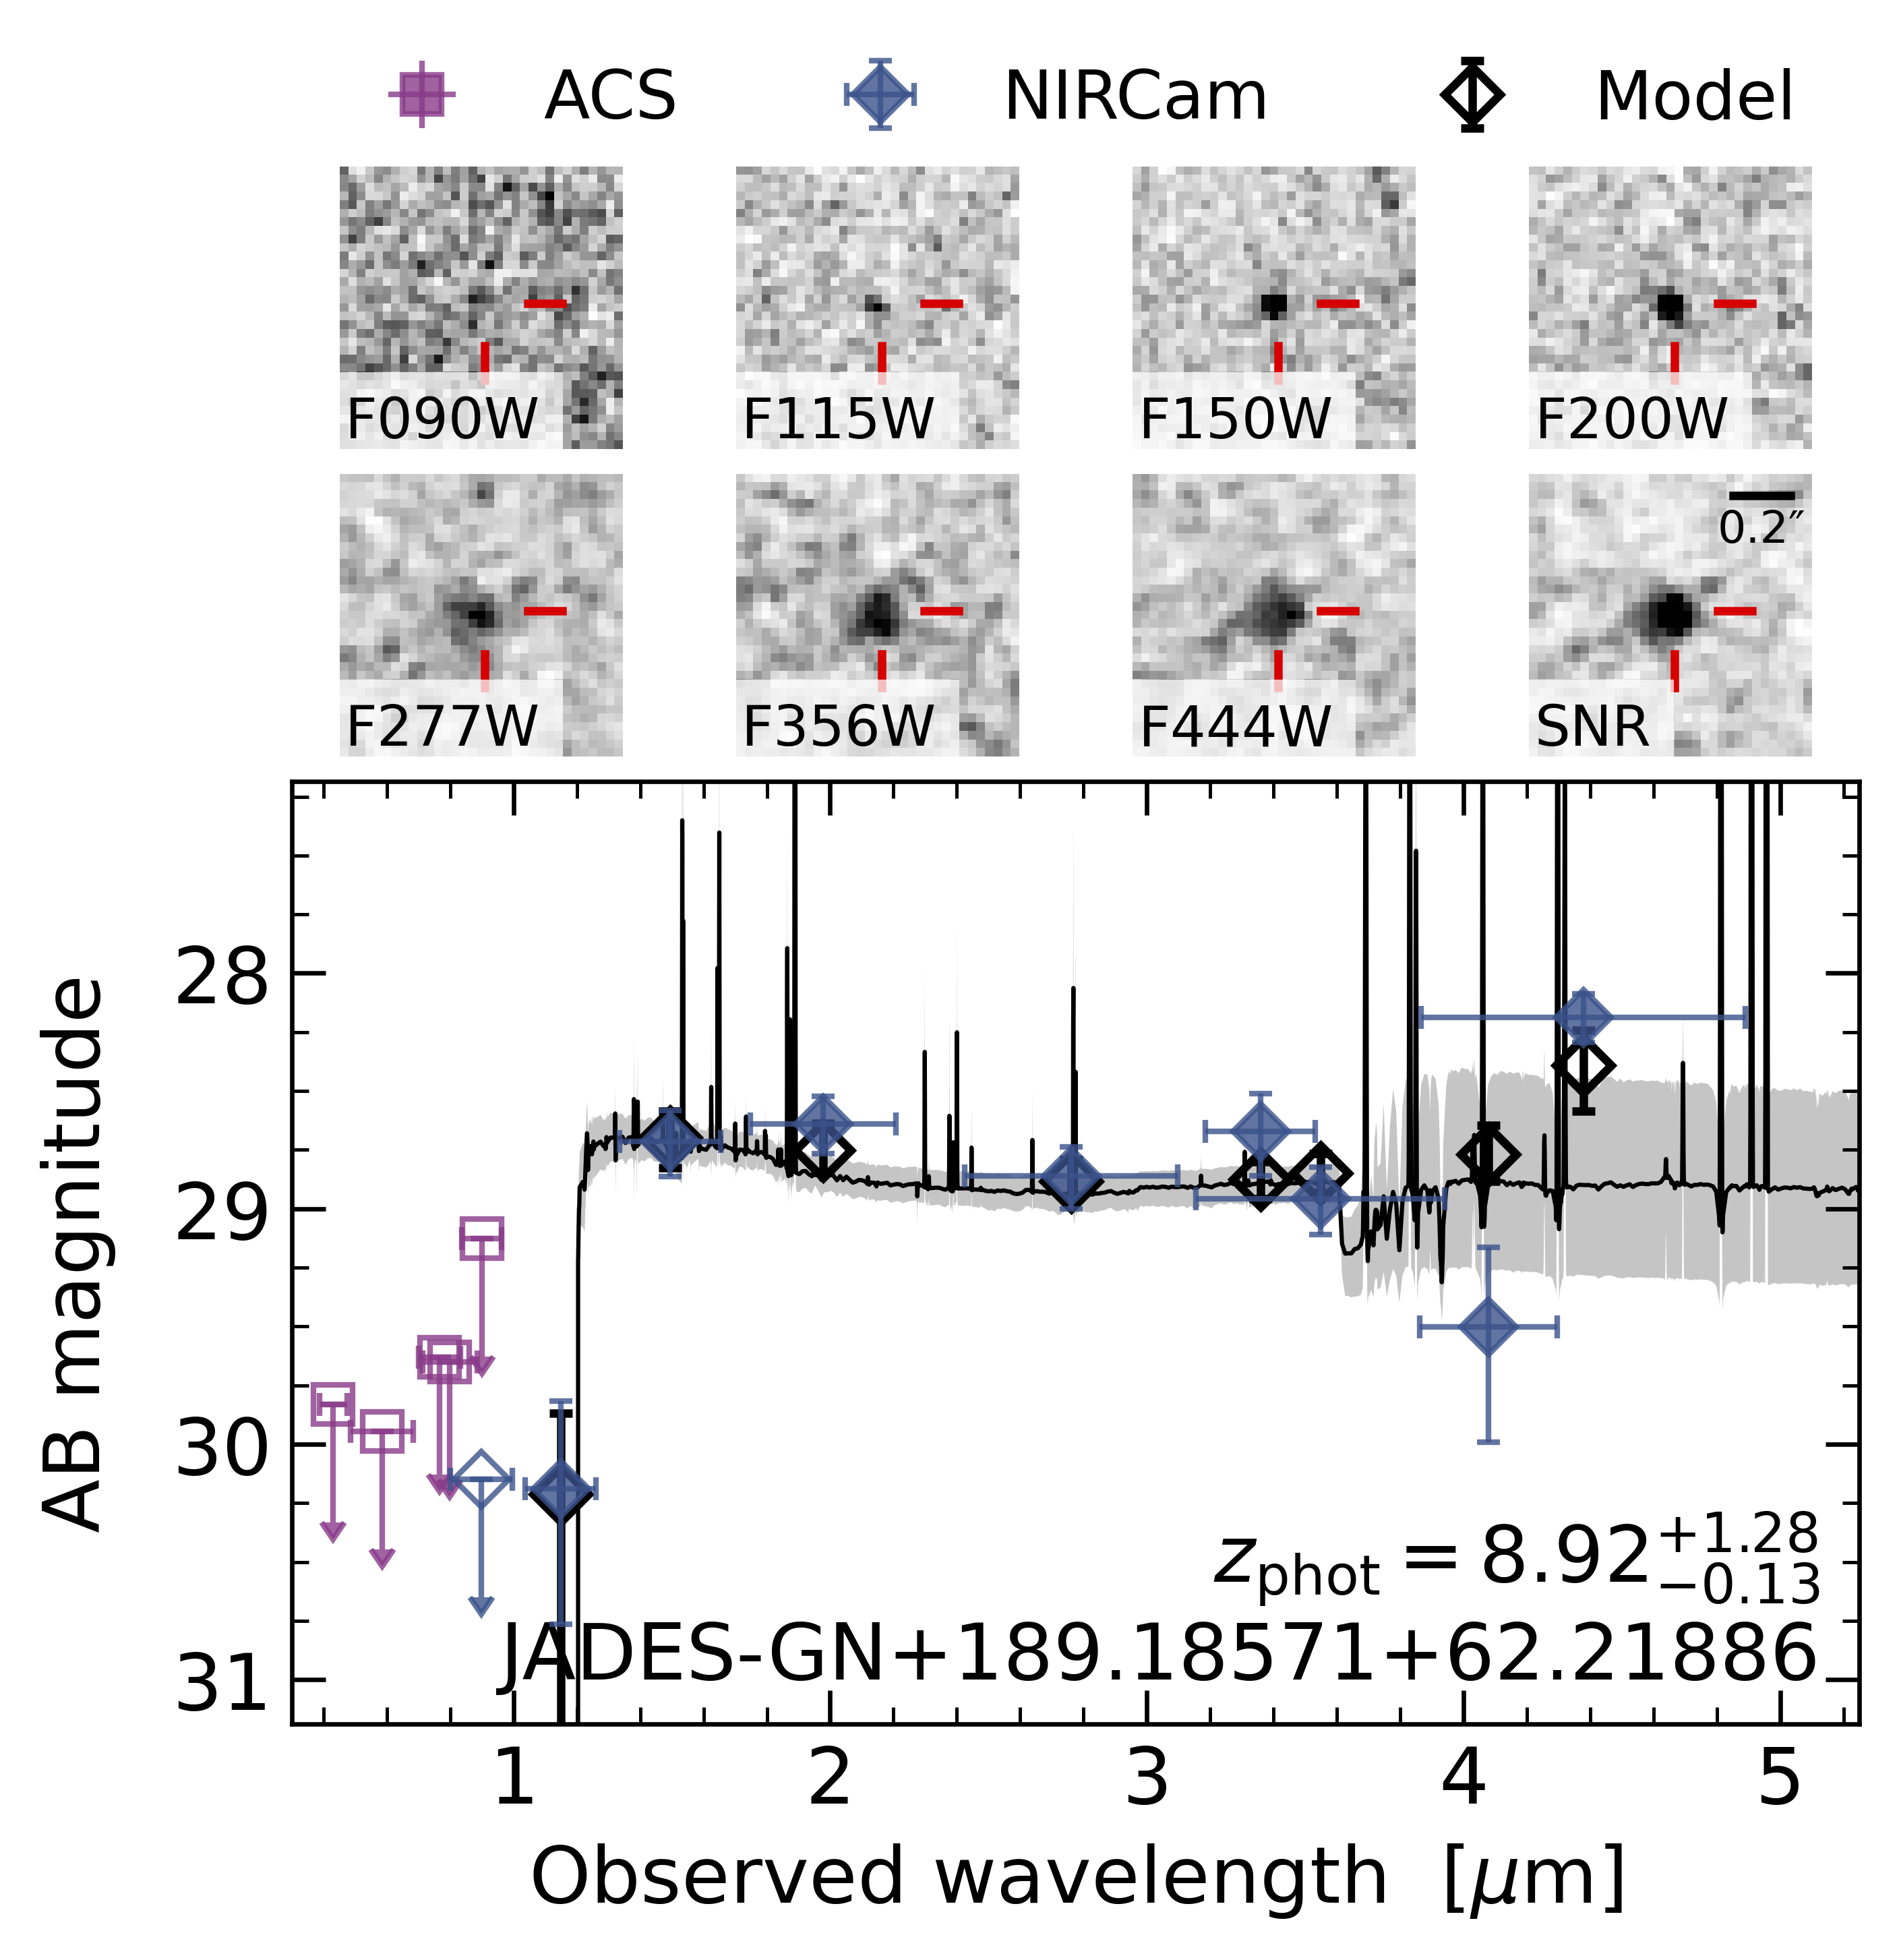 ACS NIRCam Model
F090W F115W F150W F200W
0.2″
F277W F356W F444W SNR
AB magnitude
28
29
30
31
z_phot = 8.92 +1.28 −0.13
JADES-GN+189.18571+62.21886
1 2 3 4 5
Observed wavelength [μm]